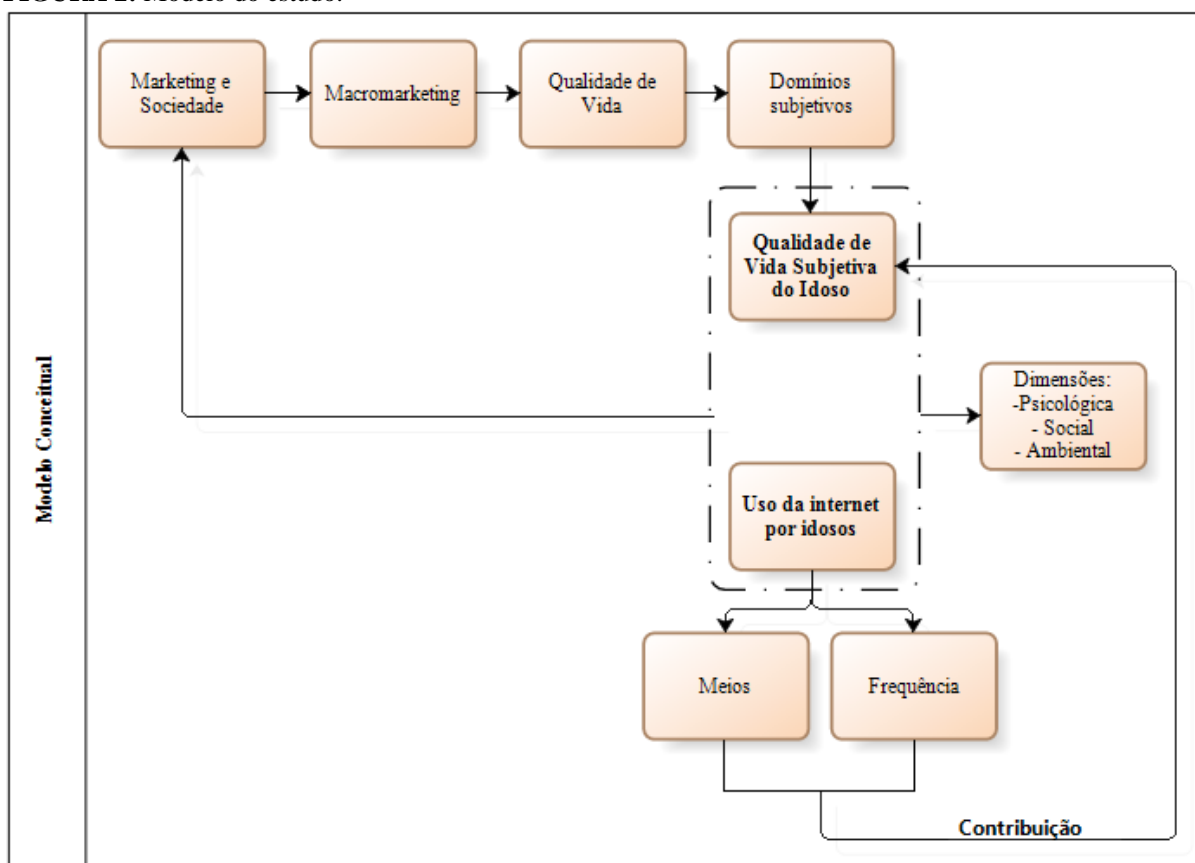 Modelo Conceitual
Marketing e
Sociedade
Macromarketing
Qualidade de
Vida
Domínios
subjetivos
Qualidade de
Vida Subjetiva
do Idoso
Dimensões:
-Psicológica
- Social
- Ambiental
Uso da internet
por idosos
Meios
Frequência
Contribuição